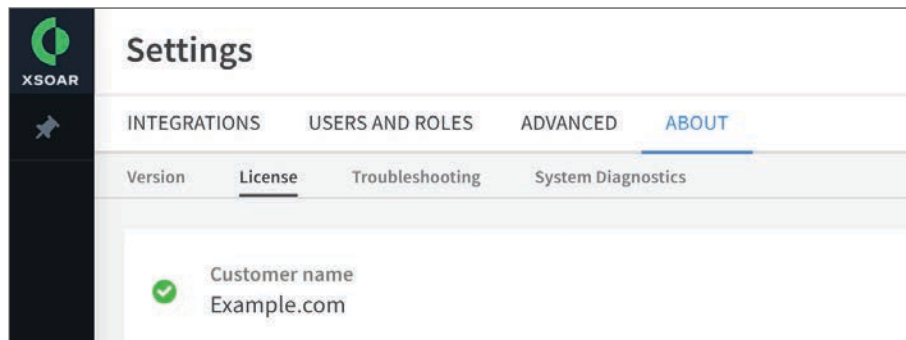 XSOAR
Settings
INTEGRATIONS USERS AND ROLES ADVANCED ABOUT
Version License Troubleshooting System Diagnostics
Customer name
Example.com